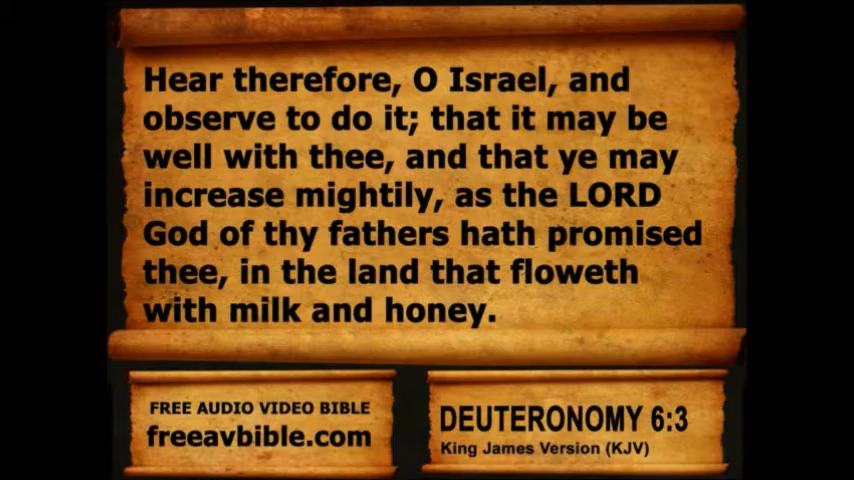 Hear therefore, O Israel, and
observe to do it; that it may be
well with thee, and that ye may
increase mightily, as the LORD
God of thy fathers hath promised
thee, in the land that floweth
with milk and honey.
FREE AUDIO VIDEO BIBLE
freeavbible.com
DEUTERONOMY 6:3
King James Version (KJV)